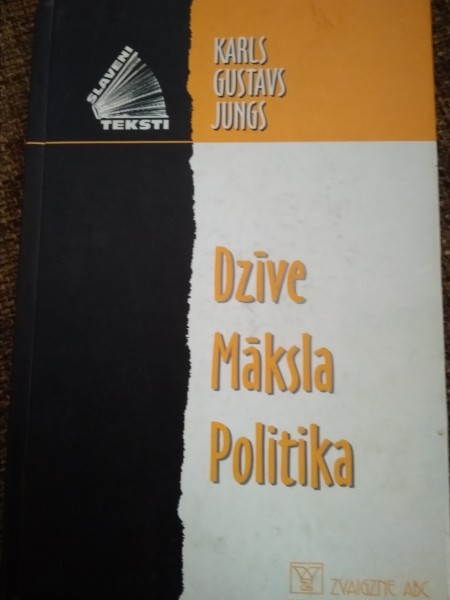 SLAVENI
TEKSTI
KARLS
GUSTAVS
JUNGS
Dzīve
Māksla
Politika
ZVAIGZNE ABC